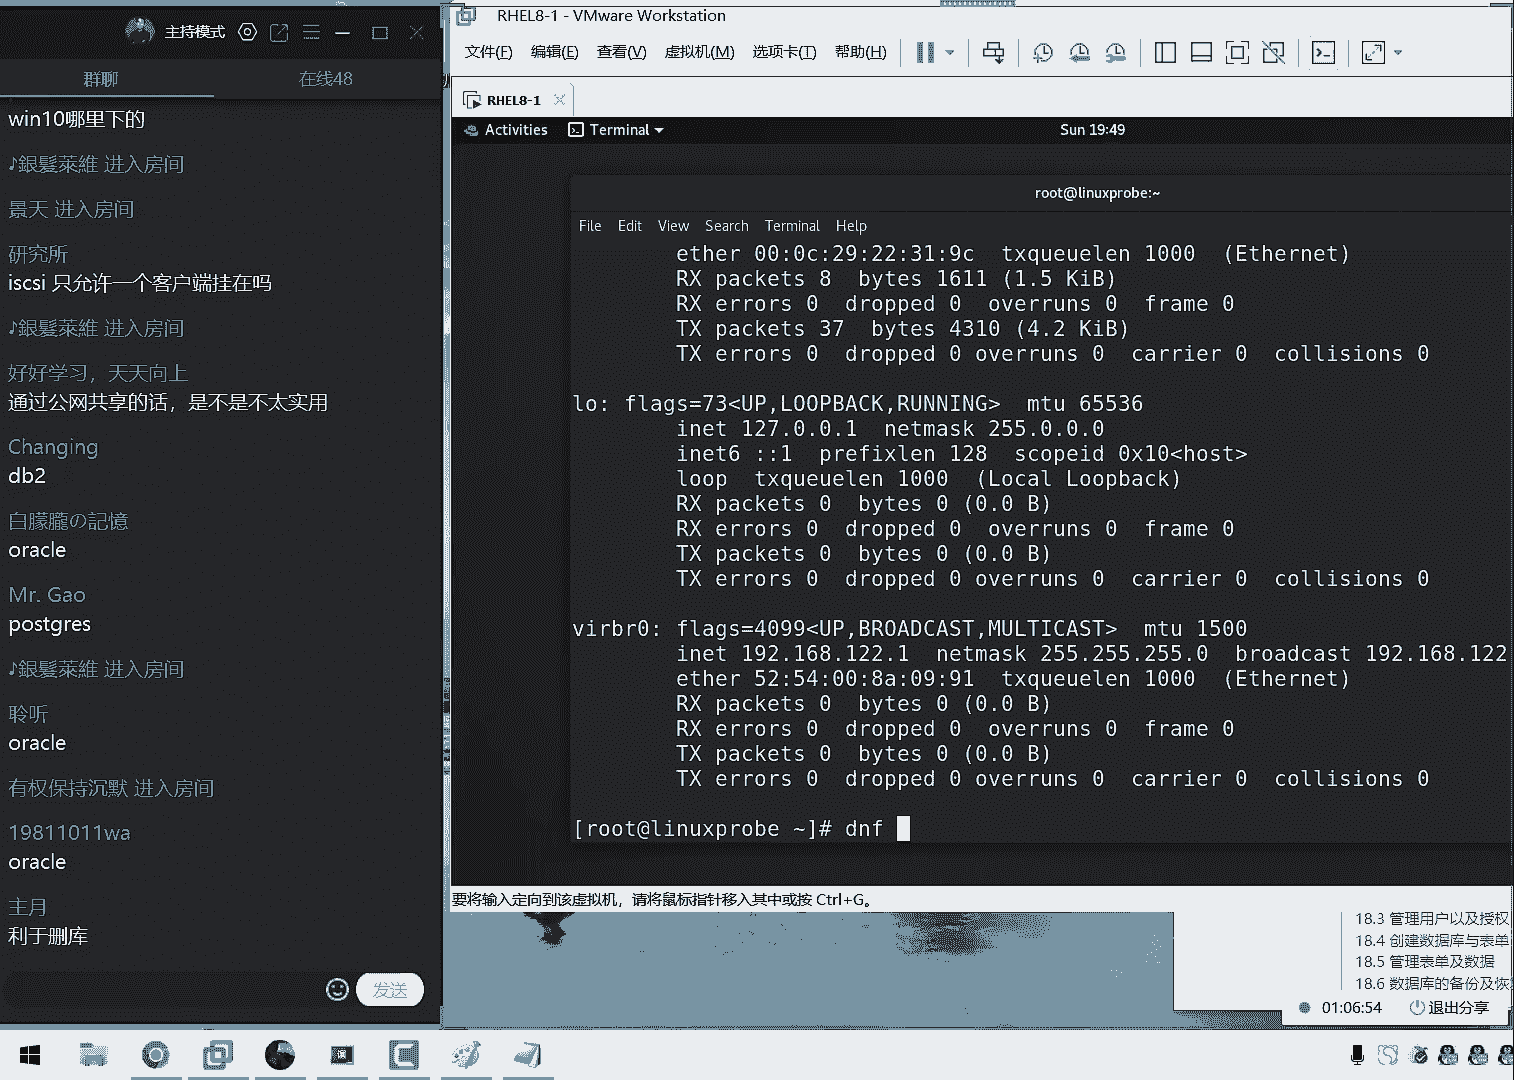 主持模式
群聊
在线48
win10哪里下的
♪銀髮萊維 进入房间
景天 进入房间
研究所
iscsi 只允许一个客户端挂在吗
♪銀髮萊維 进入房间
好好学习，天天向上
通过公网共享的话，是不是不太实用
Changing
db2
白朦朧の記憶
oracle
Mr. Gao
postgres
♪銀髮萊維 进入房间
聆听
oracle
有权保持沉默 进入房间
19811011wa
oracle
主月
利于删库
发送
RHEL8-1 - VMware Workstation
文件(F) 编辑(E) 查看(V) 虚拟机(M) 选项卡(T) 帮助(H)
RHEL8-1
Activities Terminal Sun 19:49
root@linuxprobe:~
File Edit View Search Terminal Help
ether 00:0c:29:22:31:9c txqueuelen 1000 (Ethernet)
RX packets 8 bytes 1611 (1.5 KiB)
RX errors 0 dropped 0 overruns 0 frame 0
TX packets 37 bytes 4310 (4.2 KiB)
TX errors 0 dropped 0 overruns 0 carrier 0 collisions 0
lo: flags=73<UP,LOOPBACK,RUNNING> mtu 65536
inet 127.0.0.1 netmask 255.0.0.0
inet6 ::1 prefixlen 128 scopeid 0x10<host>
loop txqueuelen 1000 (Local Loopback)
RX packets 0 bytes 0 (0.0 B)
RX errors 0 dropped 0 overruns 0 frame 0
TX packets 0 bytes 0 (0.0 B)
TX errors 0 dropped 0 overruns 0 carrier 0 collisions 0
virbr0: flags=4099<UP,BROADCAST,MULTICAST> mtu 1500
inet 192.168.122.1 netmask 255.255.255.0 broadcast 192.168.122
ether 52:54:00:8a:09:91 txqueuelen 1000 (Ethernet)
RX packets 0 bytes 0 (0.0 B)
RX errors 0 dropped 0 overruns 0 frame 0
TX packets 0 bytes 0 (0.0 B)
TX errors 0 dropped 0 overruns 0 carrier 0 collisions 0
[root@linuxprobe ~]# dnf
要将输入定向到该虚拟机，请将鼠标指针移入其中或按 Ctrl+G。
18.3 管理用户以及授权
18.4 创建数据库与表单
18.5 管理表单及数据
18.6 数据库的备份及恢
01:06:54 退出分享